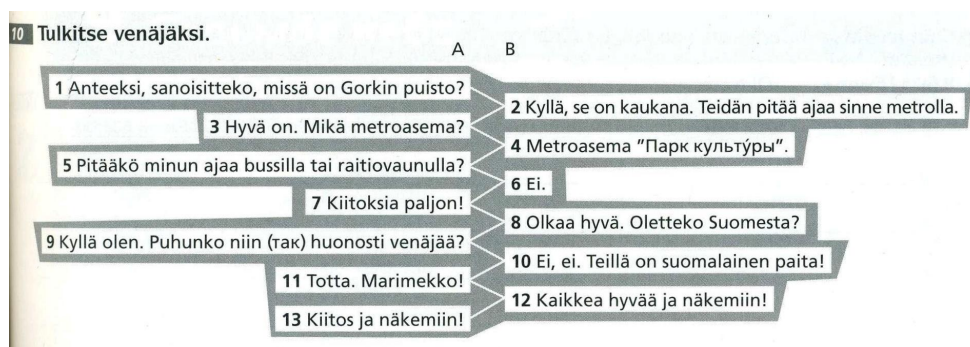 10 Tulkitse venäjäksi.
A B
1 Anteeksi, sanoisitteko, missä on Gorkin puisto?
2 Kyllä, se on kaukana. Teidän pitää ajaa sinne metrolla.
3 Hyvä on. Mikä metroasema?
4 Metroasema "Парк культу́ры".
5 Pitääkö minun ajaa bussilla tai raitiovaunulla?
6 Ei.
7 Kiitoksia paljon!
8 Olkaa hyvä. Oletteko Suomesta?
9 Kyllä olen. Puhunko niin (так) huonosti venäjää?
10 Ei, ei. Teillä on suomalainen paita!
11 Totta. Marimekko!
12 Kaikkea hyvää ja näkemiin!
13 Kiitos ja näkemiin!